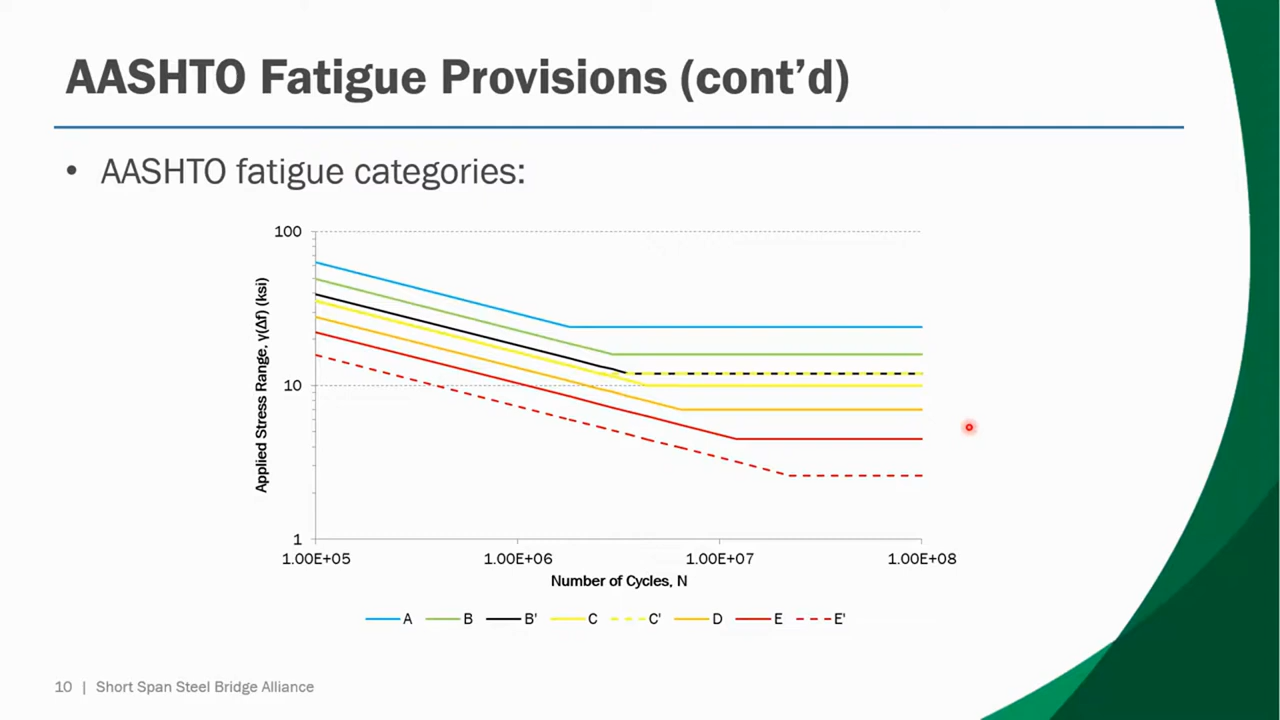 AASHTO Fatigue Provisions (cont’d)
• AASHTO fatigue categories:
100
10
1
Applied Stress Range, γ(Δf) (ksi)
1.00E+05 1.00E+06 1.00E+07 1.00E+08
Number of Cycles, N
A B B' C C' D E E'
10 | Short Span Steel Bridge Alliance